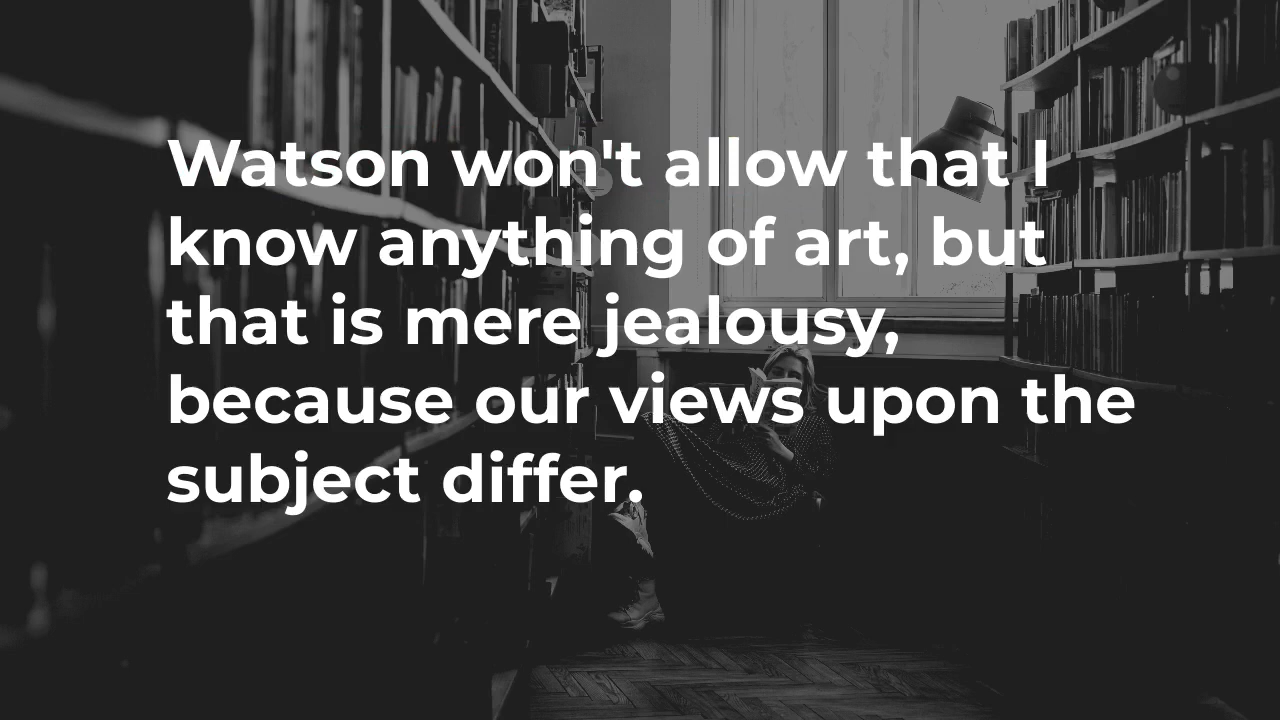 Watson won't allow that I
know anything of art, but
that is mere jealousy,
because our views upon the
subject differ.